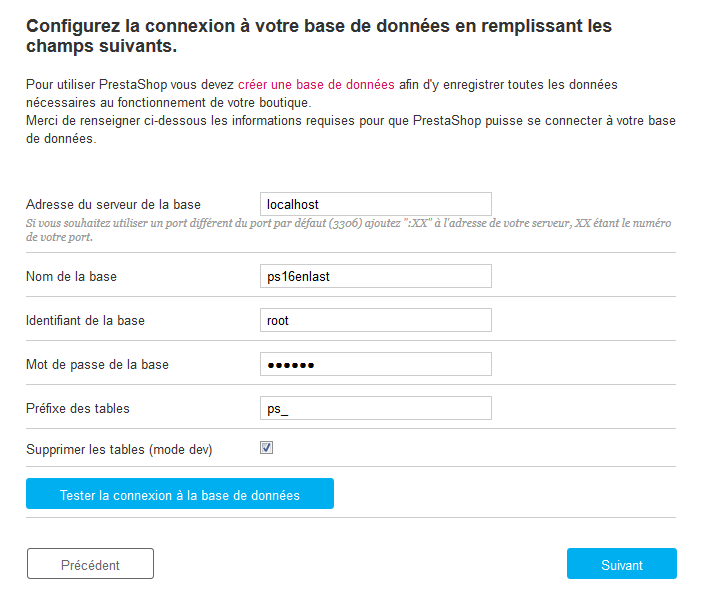 Configurez la connexion à votre base de données en remplissant les
champs suivants.
Pour utiliser PrestaShop vous devez créer une base de données afin d'y enregistrer toutes les données
nécessaires au fonctionnement de votre boutique.
Merci de renseigner ci-dessous les informations requises pour que PrestaShop puisse se connecter à votre base
de données.
Adresse du serveur de la base localhost
Si vous souhaitez utiliser un port différent du port par défaut (3306) ajoutez ":XX" à l'adresse de votre serveur, XX étant le numéro
de votre port.
Nom de la base ps16enlast
Identifiant de la base root
Mot de passe de la base ●●●●●●
Préfixe des tables ps_
Supprimer les tables (mode dev)
Tester la connexion à la base de données
Précédent Suivant